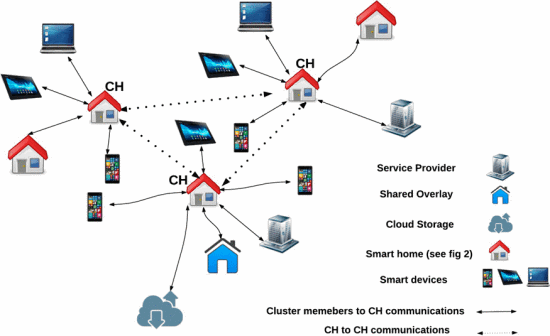 CH
CH
CH
Service Provider
Shared Overlay
Cloud Storage
Smart home (see fig 2)
Smart devices
Cluster memebers to CH communications
CH to CH communications